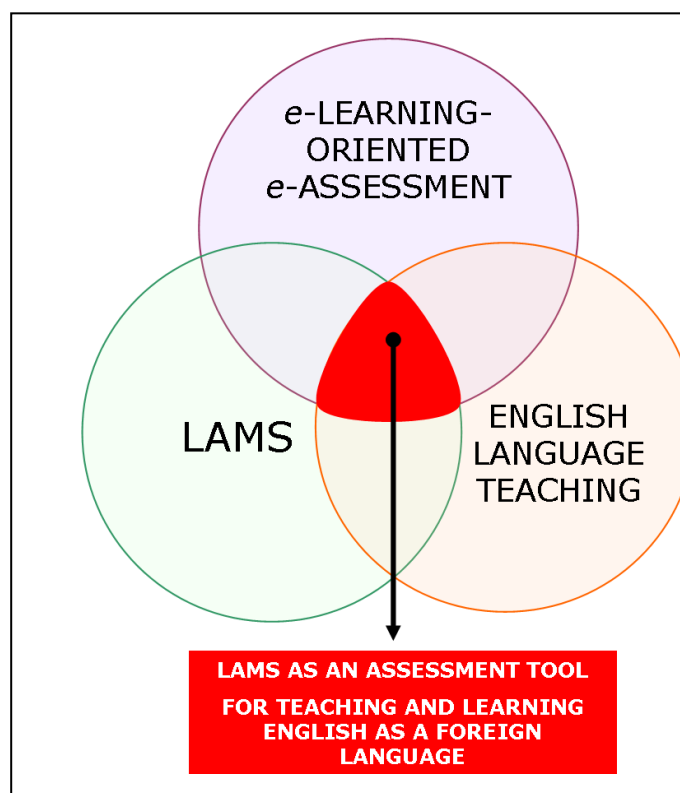 e-LEARNING-
ORIENTED
e-ASSESSMENT
LAMS
ENGLISH
LANGUAGE
TEACHING
LAMS AS AN ASSESSMENT TOOL
FOR TEACHING AND LEARNING
ENGLISH AS A FOREIGN
LANGUAGE